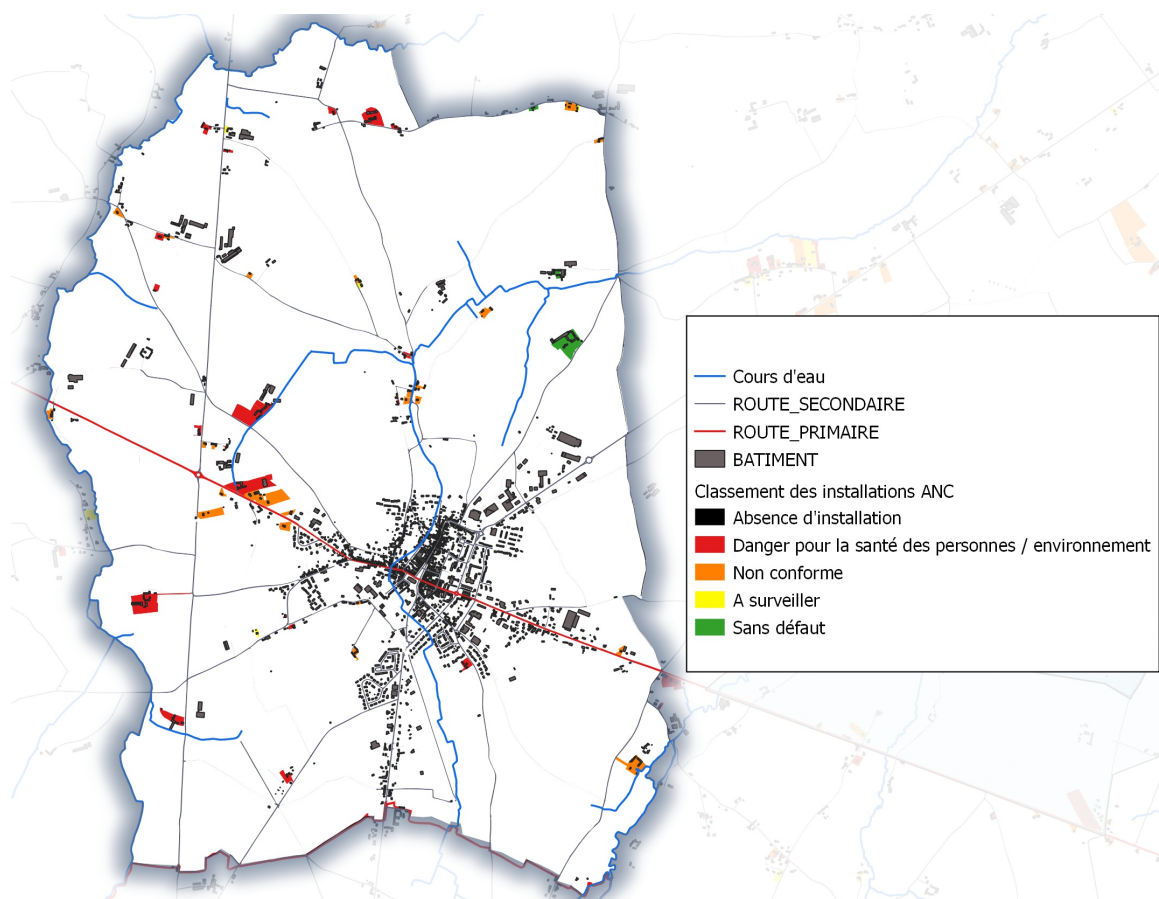 Cours d'eau
ROUTE_SECONDAIRE
ROUTE_PRIMAIRE
BATIMENT
Classement des installations ANC
Absence d'installation
Danger pour la santé des personnes / environnement
Non conforme
A surveiller
Sans défaut